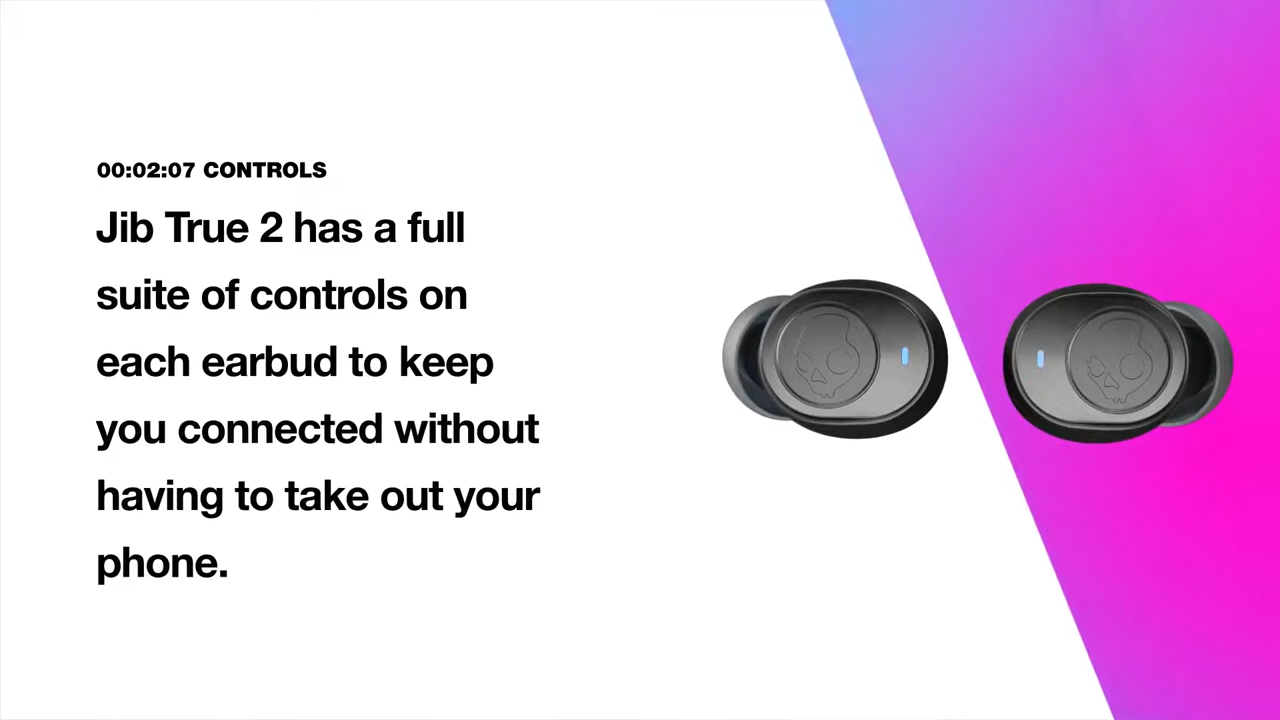 00:02:07 CONTROLS
Jib True 2 has a full
suite of controls on
each earbud to keep
you connected without
having to take out your
phone.